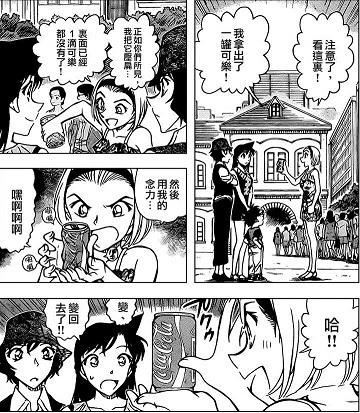 注意了
看這裏！
我拿出了
一罐可樂！
正如你們所見
我把它壓扁…
裏面已經
1滴可樂
都沒有了！
然後
用我的
念力…
嘿啊啊
哈!!
變
變回
去了!!